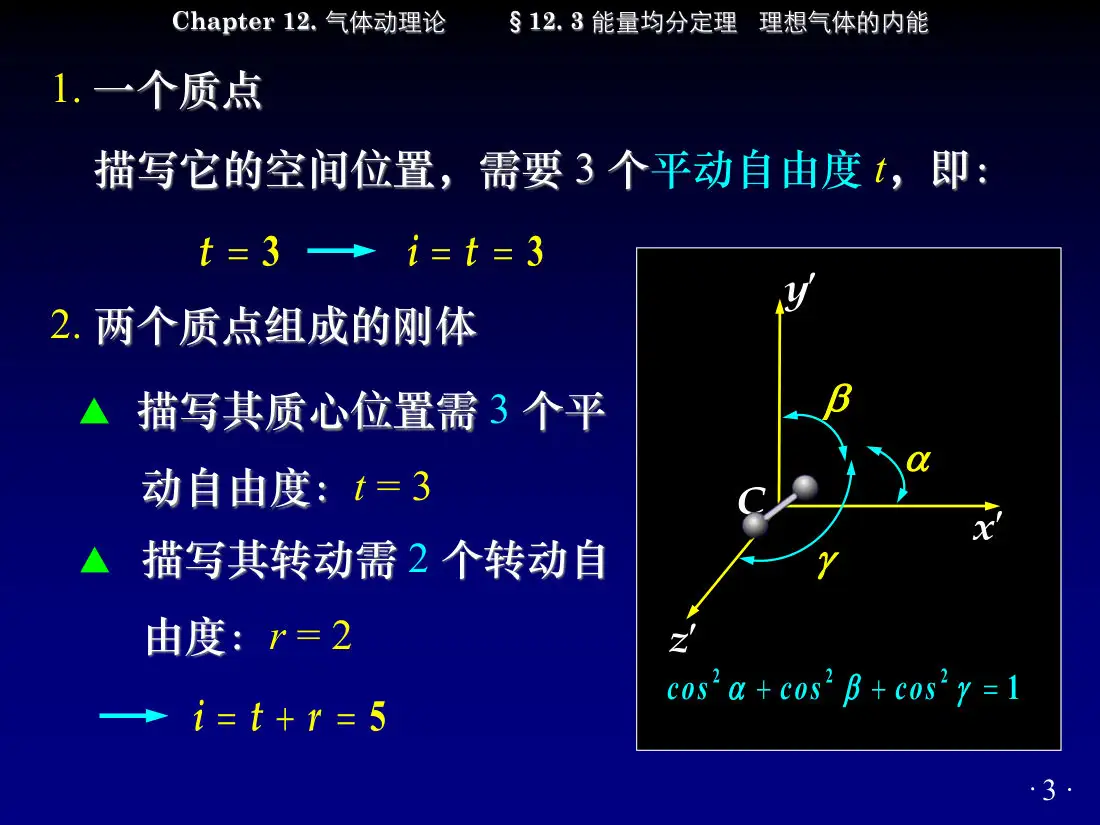 Chapter 12. 气体动理论 §12. 3 能量均分定理 理想气体的内能
1. 一个质点
描写它的空间位置，需要 3 个平动自由度 t，即：
t = 3 → i = t = 3
2. 两个质点组成的刚体
▲ 描写其质心位置需 3 个平
动自由度：t = 3
▲ 描写其转动需 2 个转动自
由度：r = 2
→ i = t + r = 5
y′
β
α
C
x′
γ
z′
cos² α + cos² β + cos² γ = 1
· 3 ·